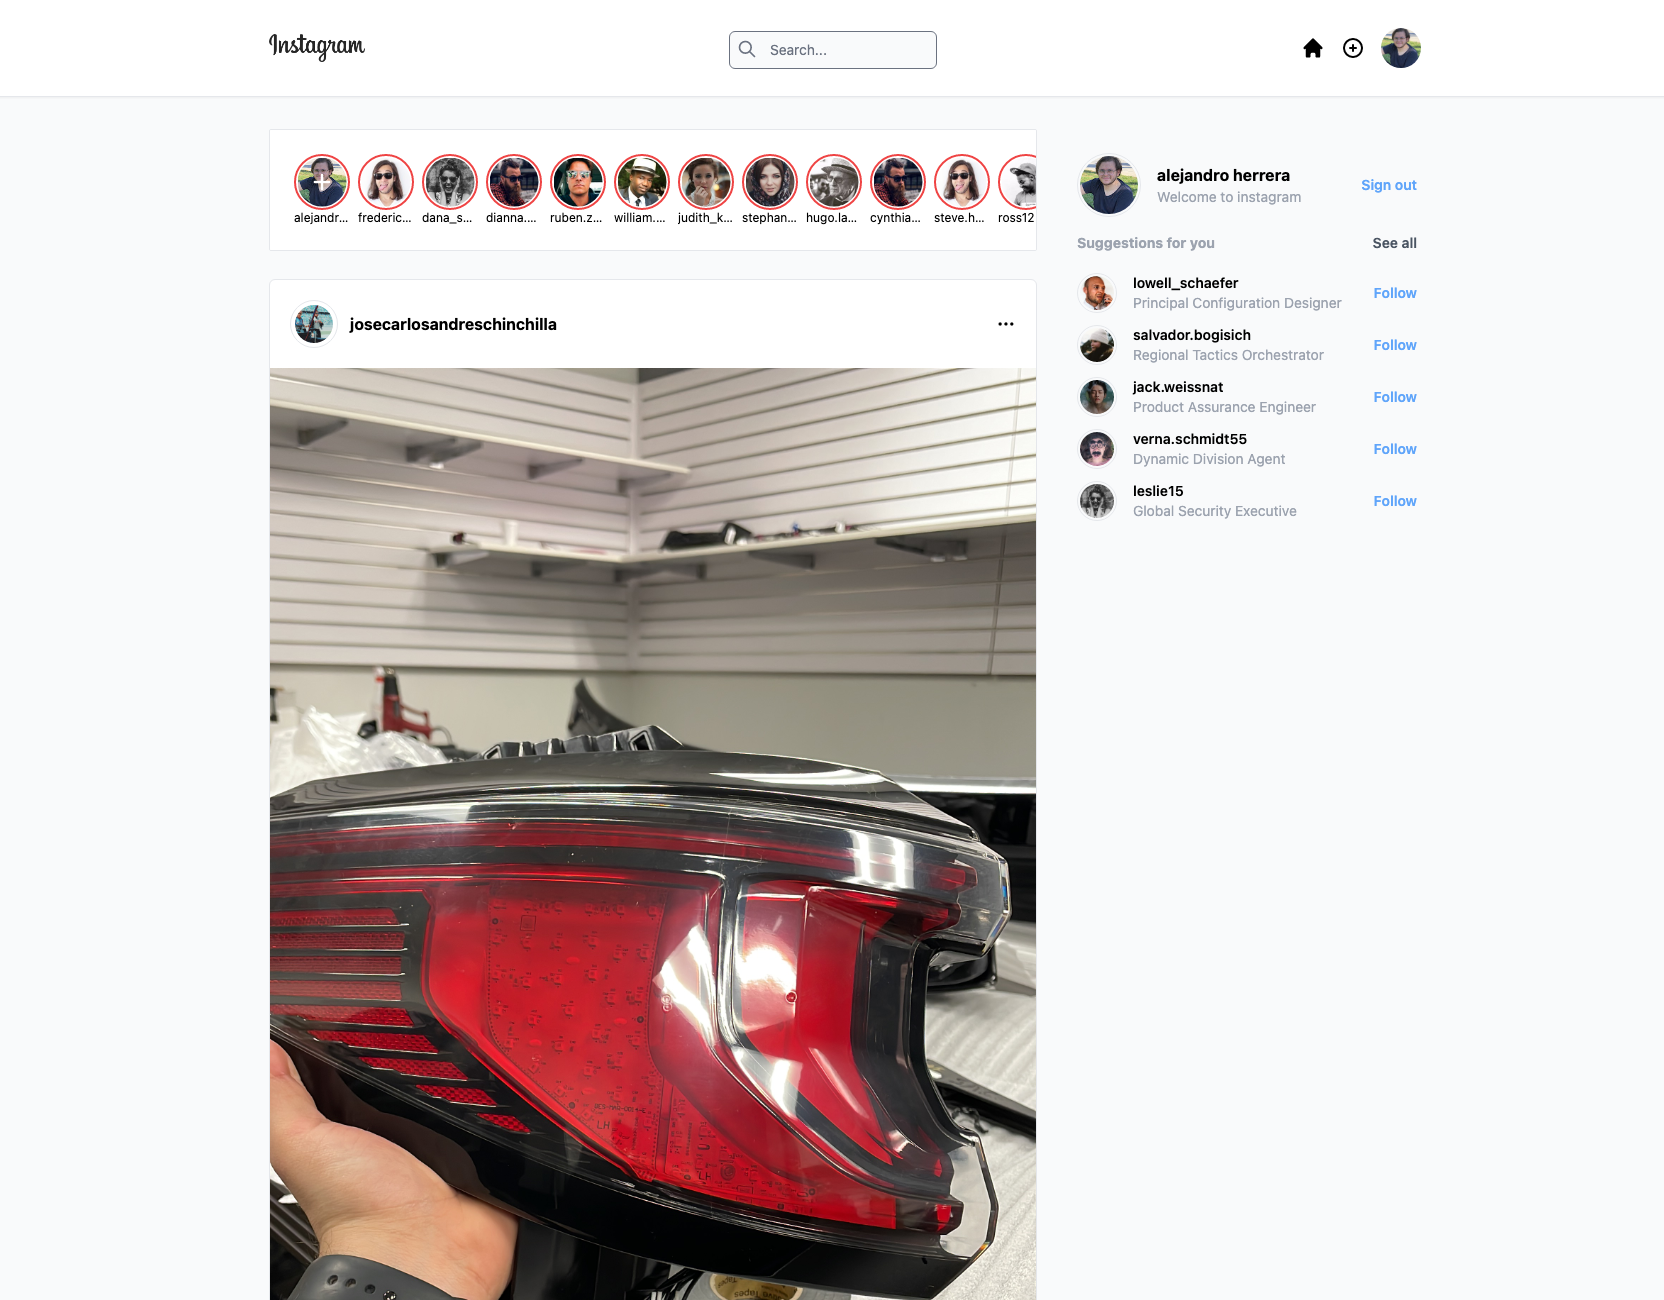 Instagram
Search...
alejandr...
frederic...
dana_s...
dianna....
ruben.z...
william....
judith_k...
stephan...
hugo.la...
cynthia...
steve.h...
ross12
alejandro herrera
Welcome to instagram
Sign out
Suggestions for you
See all
lowell_schaefer
Principal Configuration Designer
Follow
salvador.bogisich
Regional Tactics Orchestrator
Follow
jack.weissnat
Product Assurance Engineer
Follow
verna.schmidt55
Dynamic Division Agent
Follow
leslie15
Global Security Executive
Follow
josecarlosandreschinchilla
LH
LH